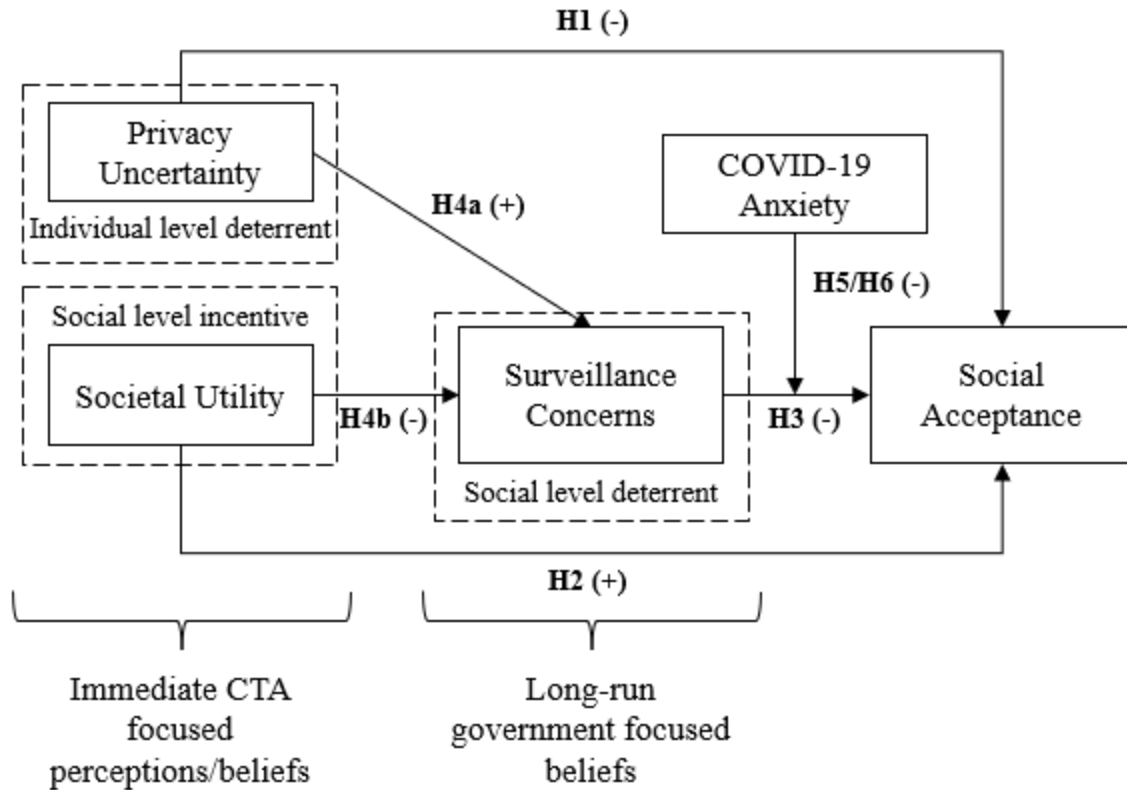 H1 (-)
Privacy
Uncertainty
Individual level deterrent
H4a (+)
COVID-19
Anxiety
H5/H6 (-)
Social level incentive
Societal Utility
H4b (-)
Surveillance
Concerns
Social level deterrent
H3 (-)
Social
Acceptance
H2 (+)
Immediate CTA
focused
perceptions/beliefs
Long-run
government focused
beliefs